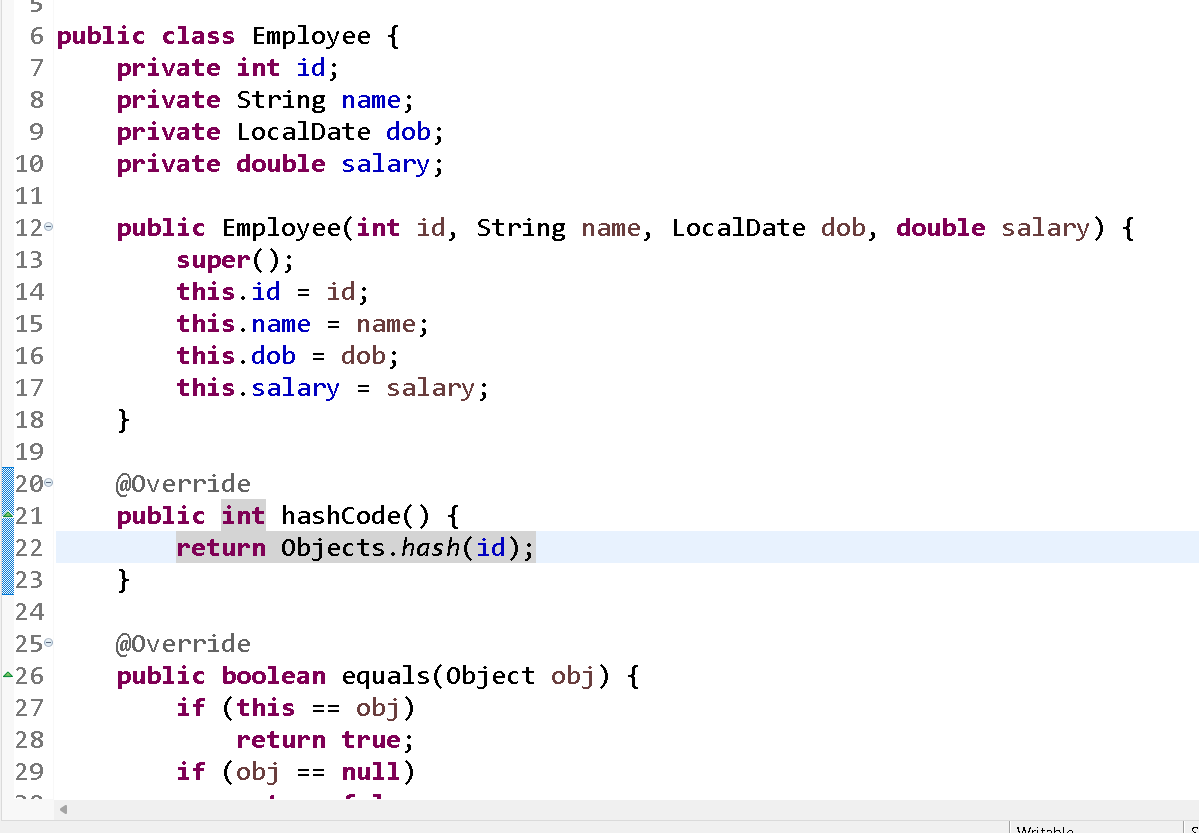 5
6 public class Employee {
7     private int id;
8     private String name;
9     private LocalDate dob;
10     private double salary;
11
12     public Employee(int id, String name, LocalDate dob, double salary) {
13         super();
14         this.id = id;
15         this.name = name;
16         this.dob = dob;
17         this.salary = salary;
18     }
19
20     @Override
21     public int hashCode() {
22         return Objects.hash(id);
23     }
24
25     @Override
26     public boolean equals(Object obj) {
27         if (this == obj)
28             return true;
29         if (obj == null)
Writable